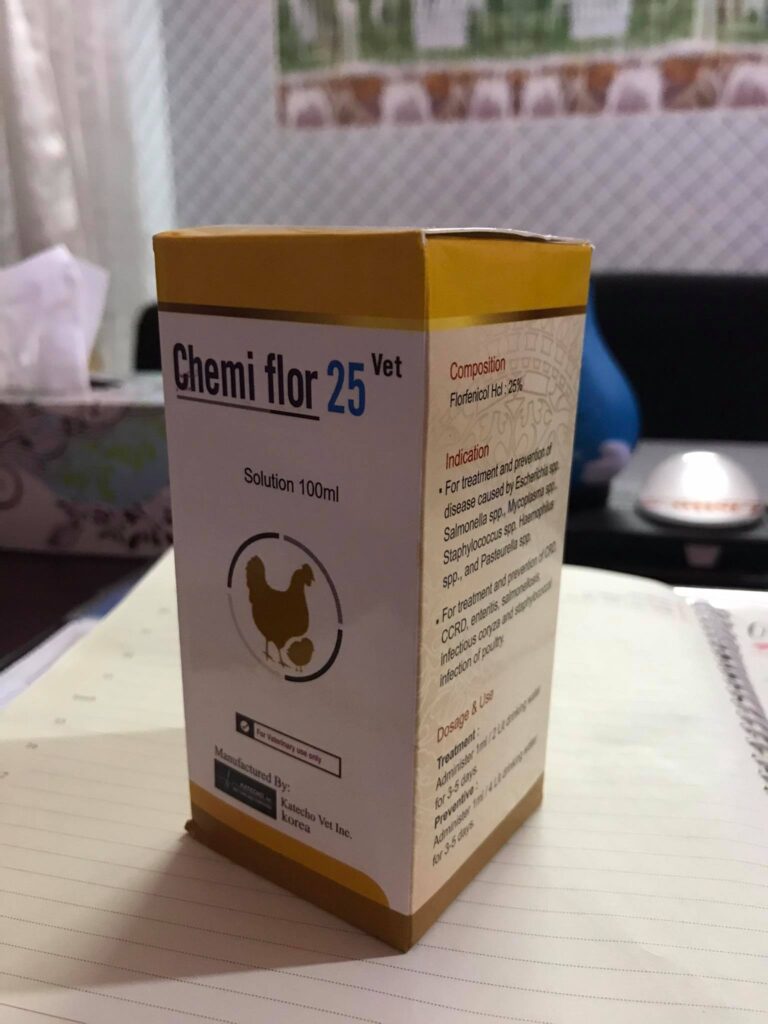 Chemi flor 25 Vet
Solution 100ml
For Veterinary use only
Manufactured By:
KATECHO
Katecho Vet Inc.
korea
Composition
Florfenicol Hcl : 25%
Indication
• For treatment and prevention of
disease caused by Escherichia spp.
Salmonella spp., Mycoplasma spp.,
Staphylococcus spp. Haemophilus
spp., and Pasteurella spp.
• For treatment and prevention of CRD,
CCRD, enteritis, salmonellosis,
infectious coryza and staphylococcal
infection of poultry.
Dosage & Use
Treatment :
Administer 1ml / 2 Lit drinking water
for 3-5 days.
Preventive :
Administer 1ml / 4 Lit drinking water
for 3-5 days.